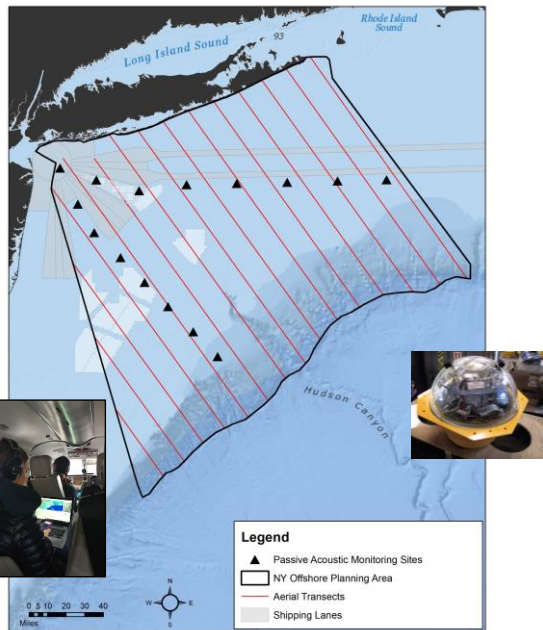 Rhode Island
Sound
Long Island Sound
93
Hudson Canyon
Legend
Passive Acoustic Monitoring Sites
NY Offshore Planning Area
Aerial Transects
Shipping Lanes
0 5 10 20 30 40
Miles
N
W E
S